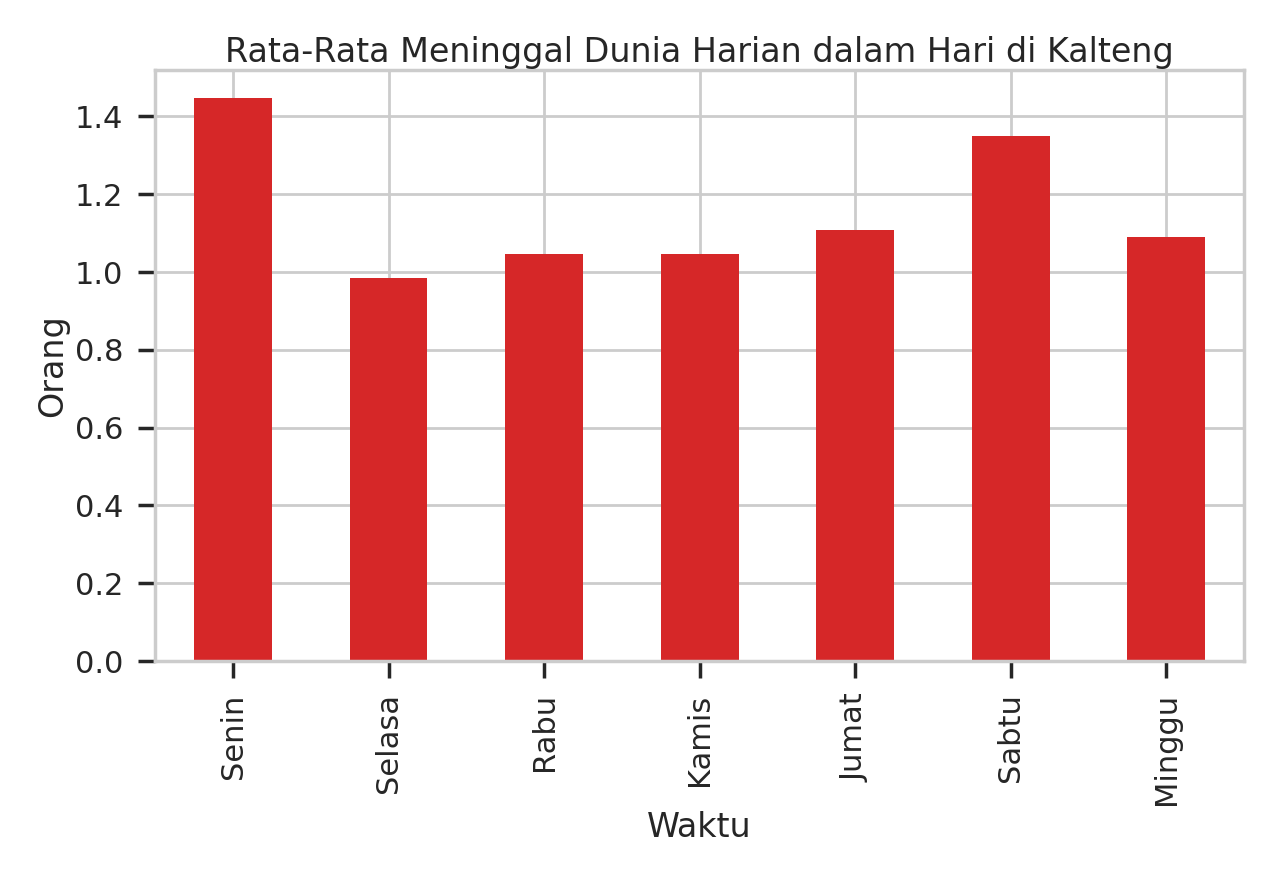 Rata-Rata Meninggal Dunia Harian dalam Hari di Kalteng
1.4
1.2
1.0
0.8
0.6
0.4
0.2
0.0
Orang
Senin
Selasa
Rabu
Kamis
Jumat
Sabtu
Minggu
Waktu